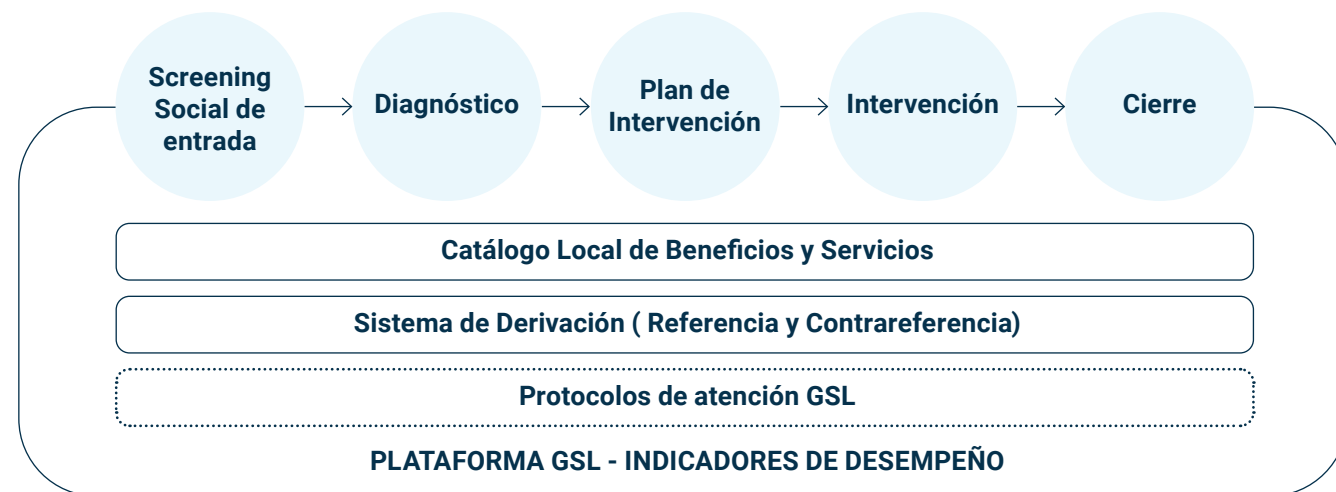 Screening
Social de
entrada
Diagnóstico
Plan de
Intervención
Intervención
Cierre
Catálogo Local de Beneficios y Servicios
Sistema de Derivación ( Referencia y Contrareferencia)
Protocolos de atención GSL
PLATAFORMA GSL - INDICADORES DE DESEMPEÑO